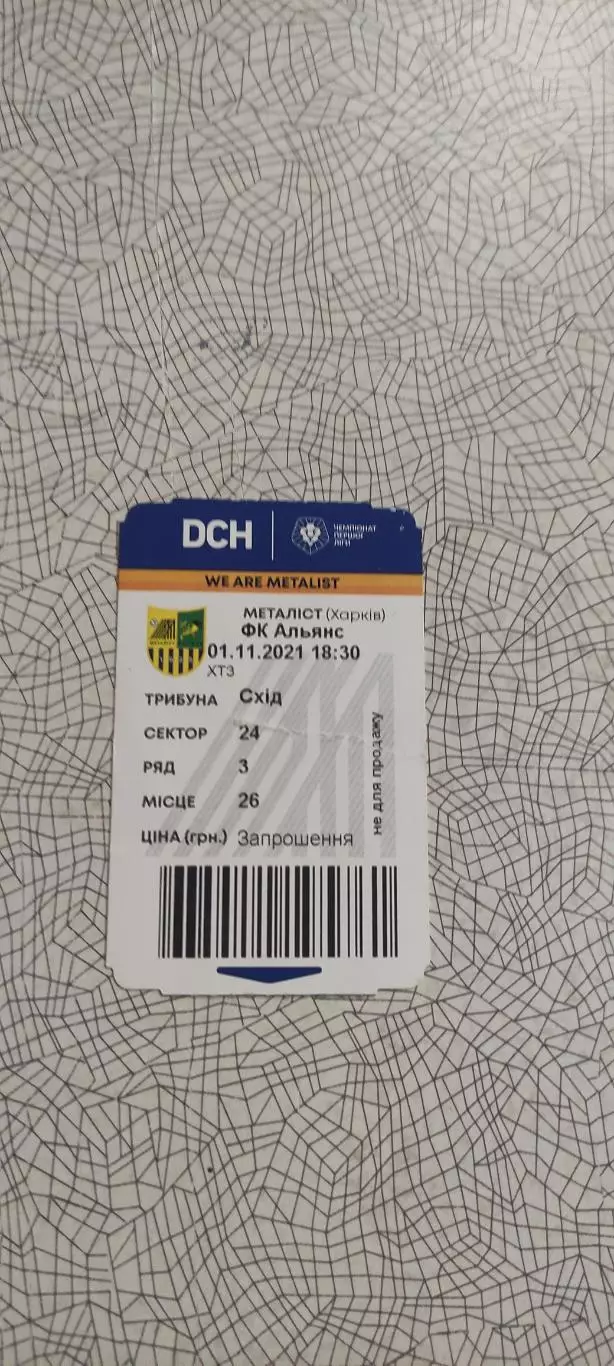 DCH
ЧЕМПІОНАТ
ПЕРШОЇ
ЛІГИ
WE ARE METALIST
МЕТАЛІСТ (Харків)
ФК Альянс
01.11.2021 18:30
ХТЗ
ТРИБУНА Схід
СЕКТОР 24
РЯД 3
МІСЦЕ 26
ЦІНА (грн.) Запрошення
не для продажу